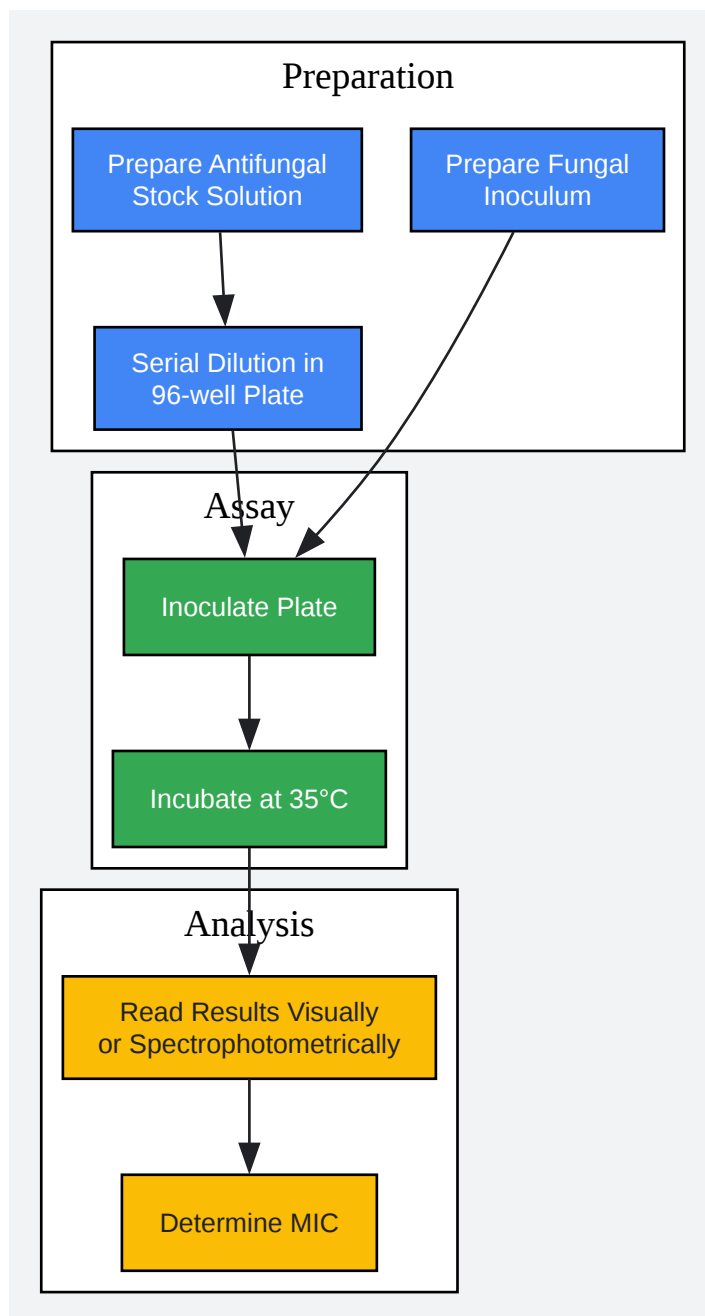 Preparation
Prepare Antifungal
Stock Solution
Prepare Fungal
Inoculum
Serial Dilution in
96-well Plate
Assay
Inoculate Plate
Incubate at 35°C
Analysis
Read Results Visually
or Spectrophotometrically
Determine MIC